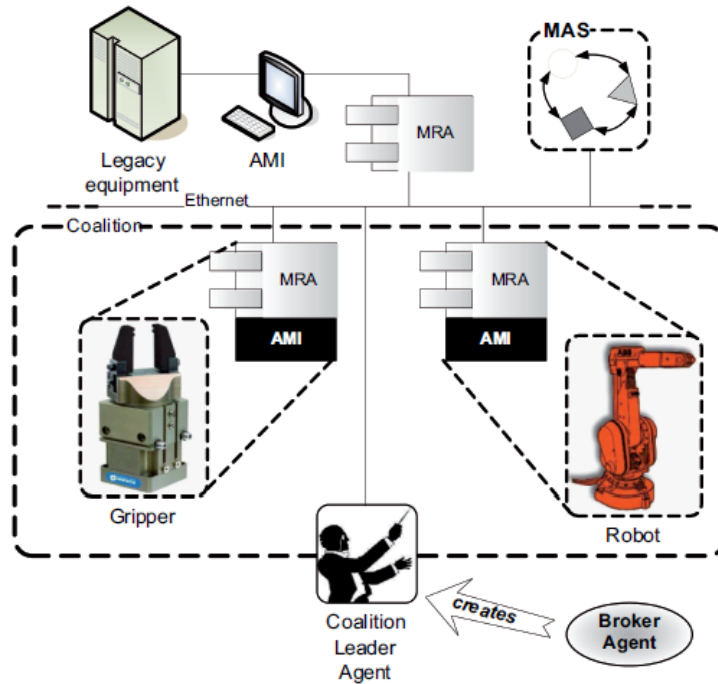 MAS
MRA
Legacy
equipment
AMI
Ethernet
Coalition
MRA
AMI
MRA
AMI
ABB
Gripper
Robot
Coalition
Leader
Agent
creates
Broker
Agent